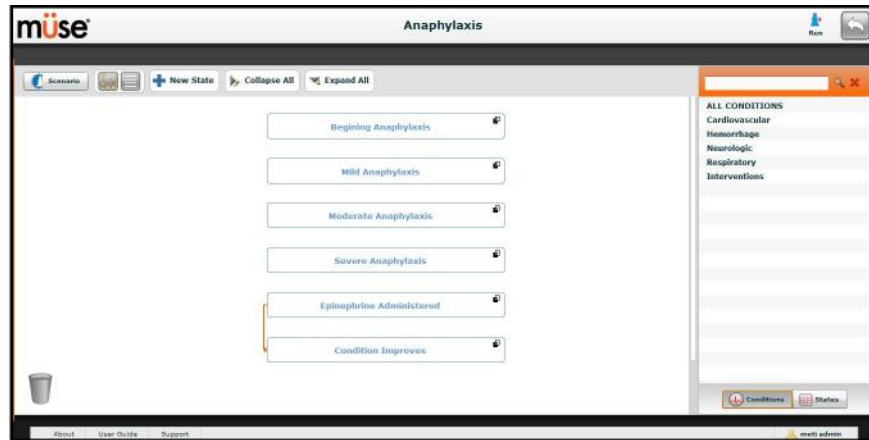 müse
Anaphylaxis
Run
Scenario
New State
Collapse All
Expand All
ALL CONDITIONS
Cardiovascular
Hemorrhage
Neurologic
Respiratory
Interventions
Begining Anaphylaxis
Mild Anaphylaxis
Moderate Anaphylaxis
Severe Anaphylaxis
Epinephrine Administered
Condition Improves
Conditions
States
About
User Guide
Support
meti admin